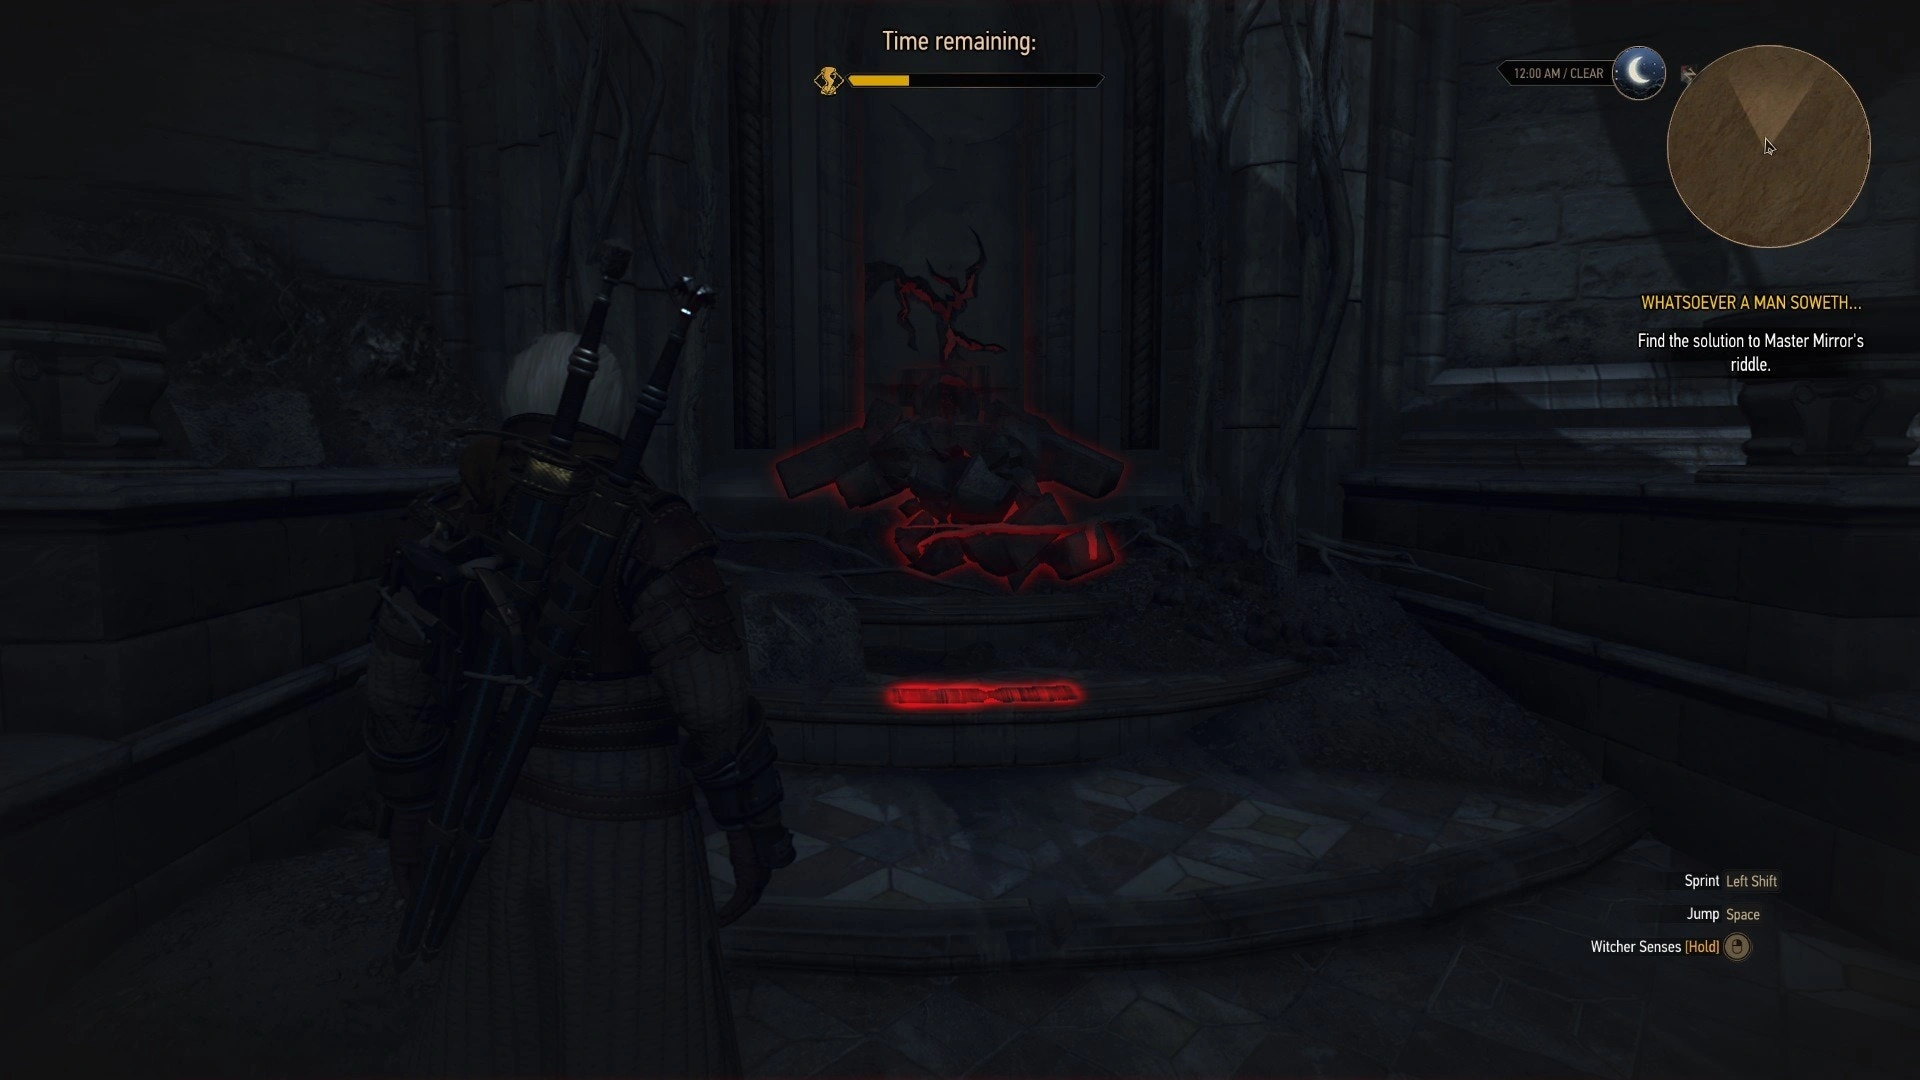 Time remaining:
12:00 AM / CLEAR
WHATSOEVER A MAN SOWETH...
Find the solution to Master Mirror's
riddle.
Sprint Left Shift
Jump Space
Witcher Senses [Hold]